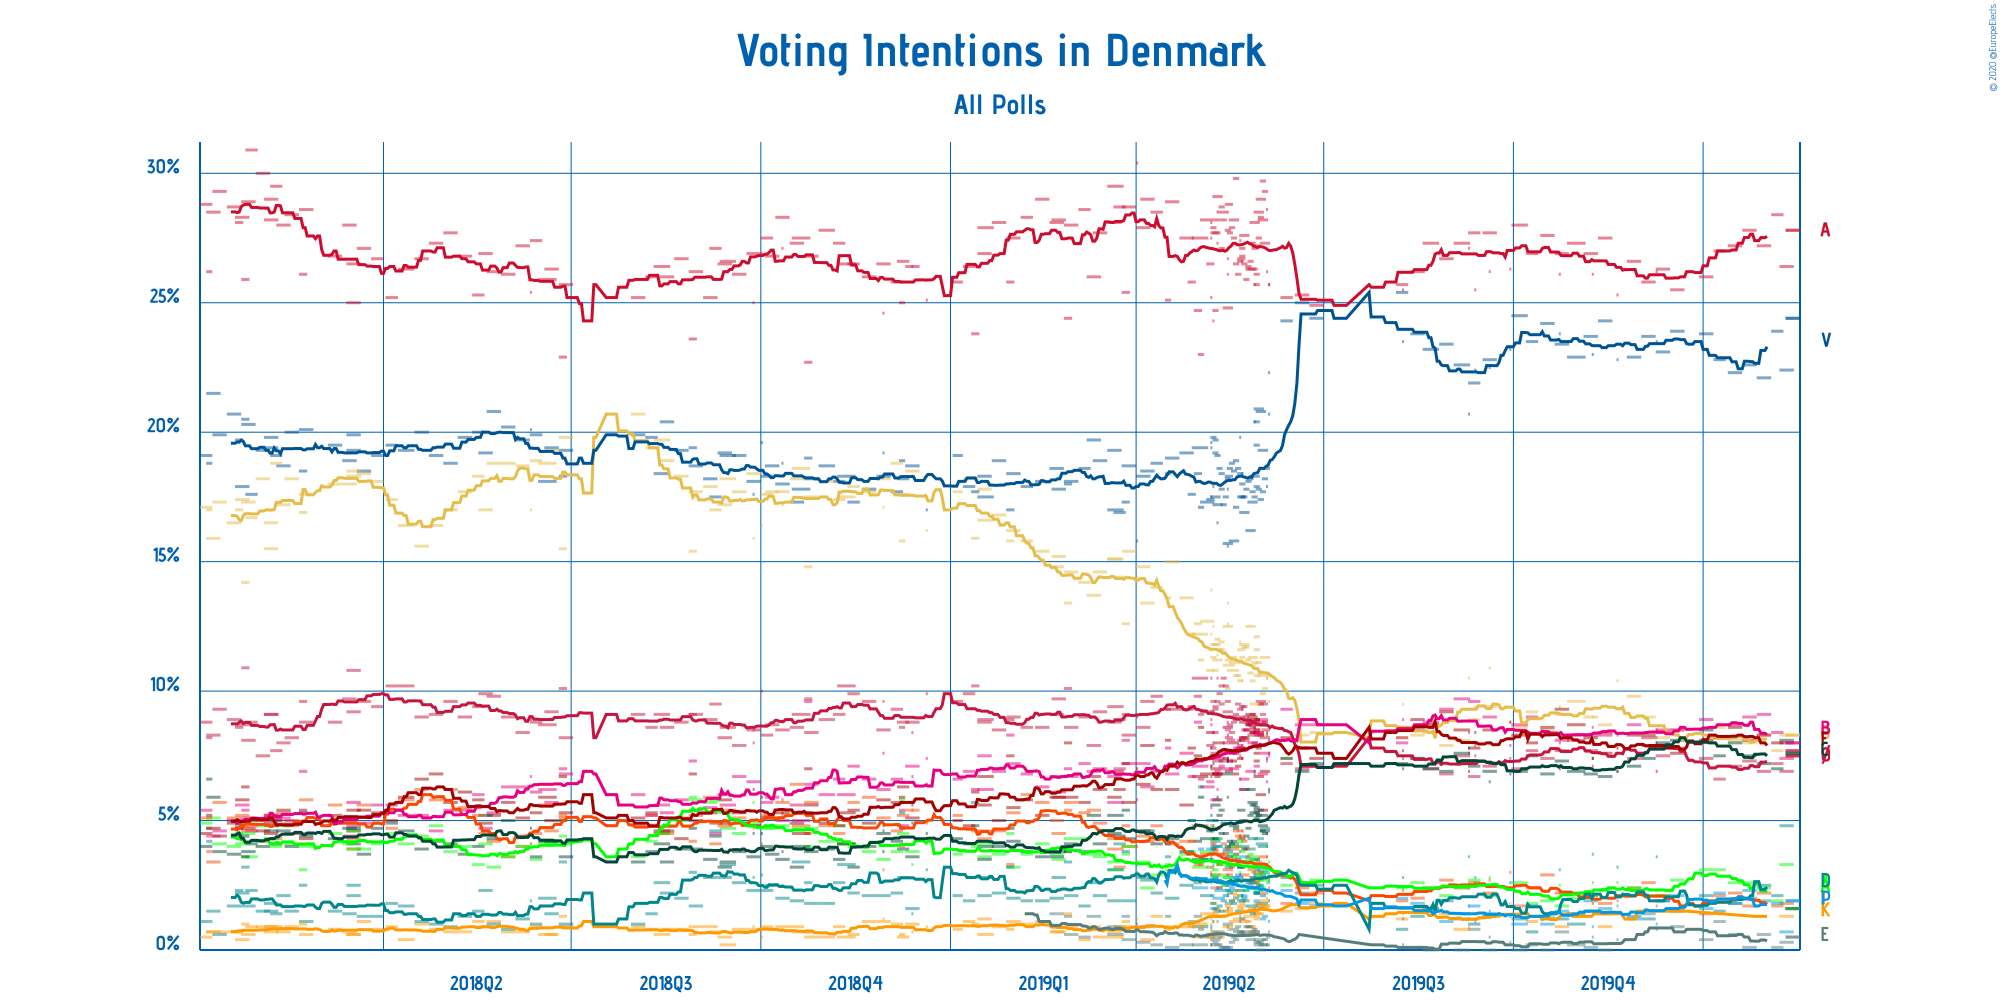 Voting Intentions in Denmark
All Polls
© 2020 @EuropeElects
30%
25%
20%
15%
10%
5%
0%
A
V
B
K
E
2018Q2
2018Q3
2018Q4
2019Q1
2019Q2
2019Q3
2019Q4